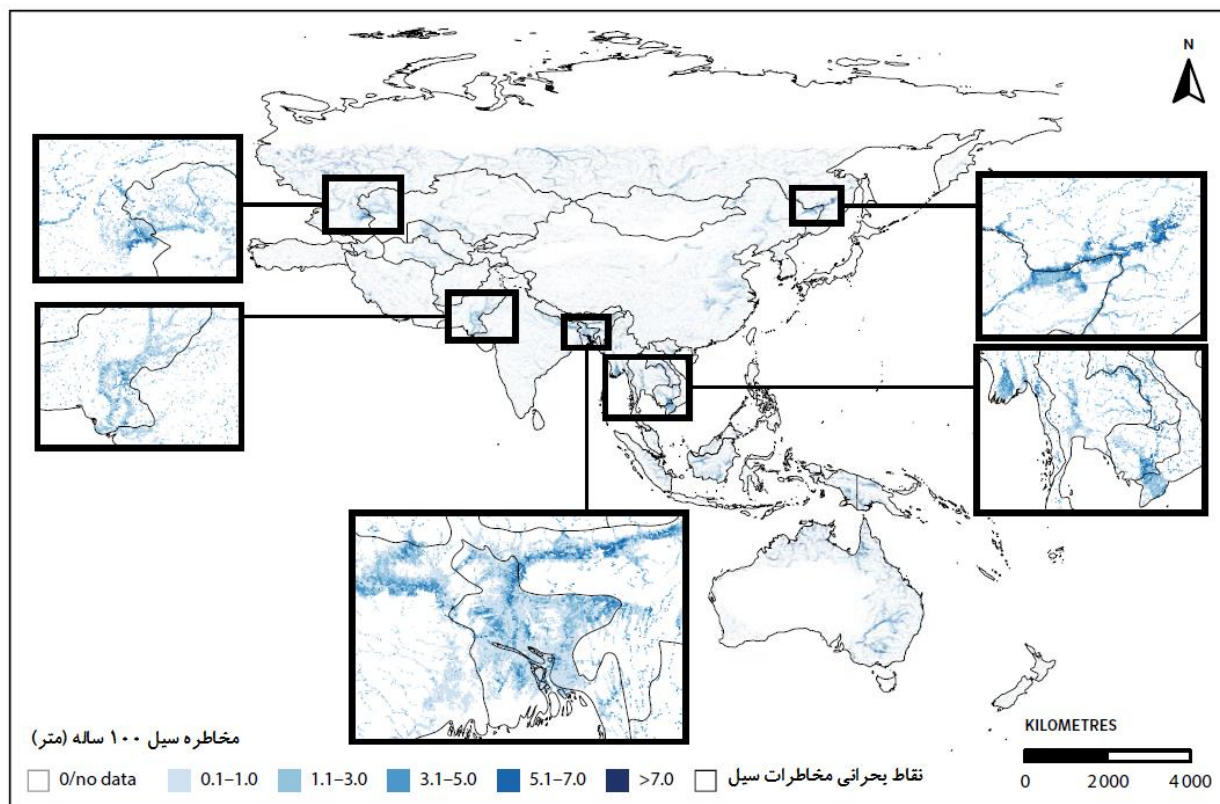 N
مخاطره سیل ۱۰۰ ساله (متر)
0/no data 0.1–1.0 1.1–3.0 3.1–5.0 5.1–7.0 >7.0 نقاط بحرانی مخاطرات سیل
KILOMETRES
0 2000 4000